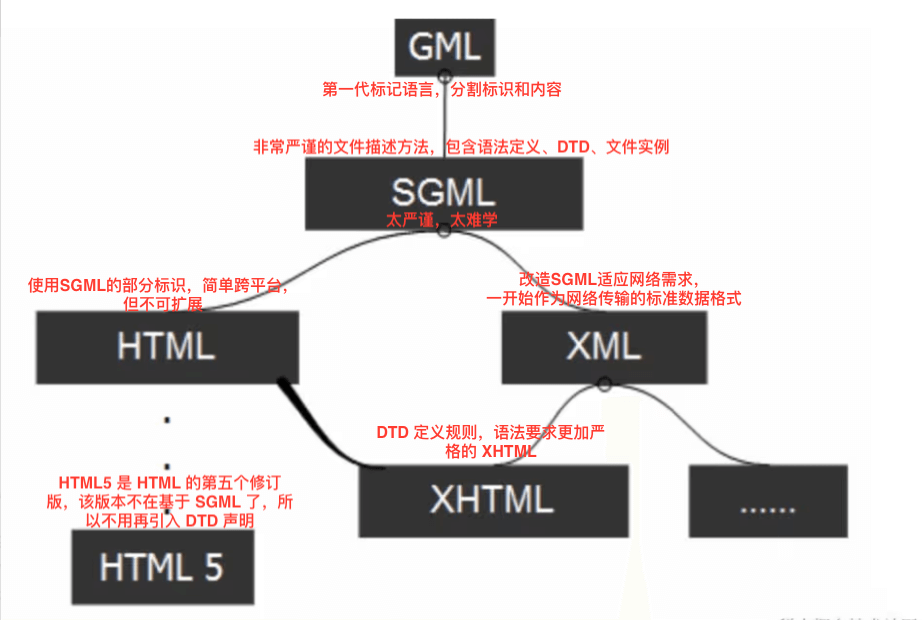 GML
第一代标记语言，分割标识和内容
非常严谨的文件描述方法，包含语法定义、DTD、文件实例
SGML
太严谨，太难学
使用SGML的部分标识，简单跨平台，
但不可扩展
改造SGML适应网络需求，
一开始作为网络传输的标准数据格式
HTML
XML
DTD 定义规则，语法要求更加严
格的 XHTML
XHTML
......
HTML5 是 HTML 的第五个修订
版，该版本不在基于 SGML 了，所
以不用再引入 DTD 声明
HTML 5